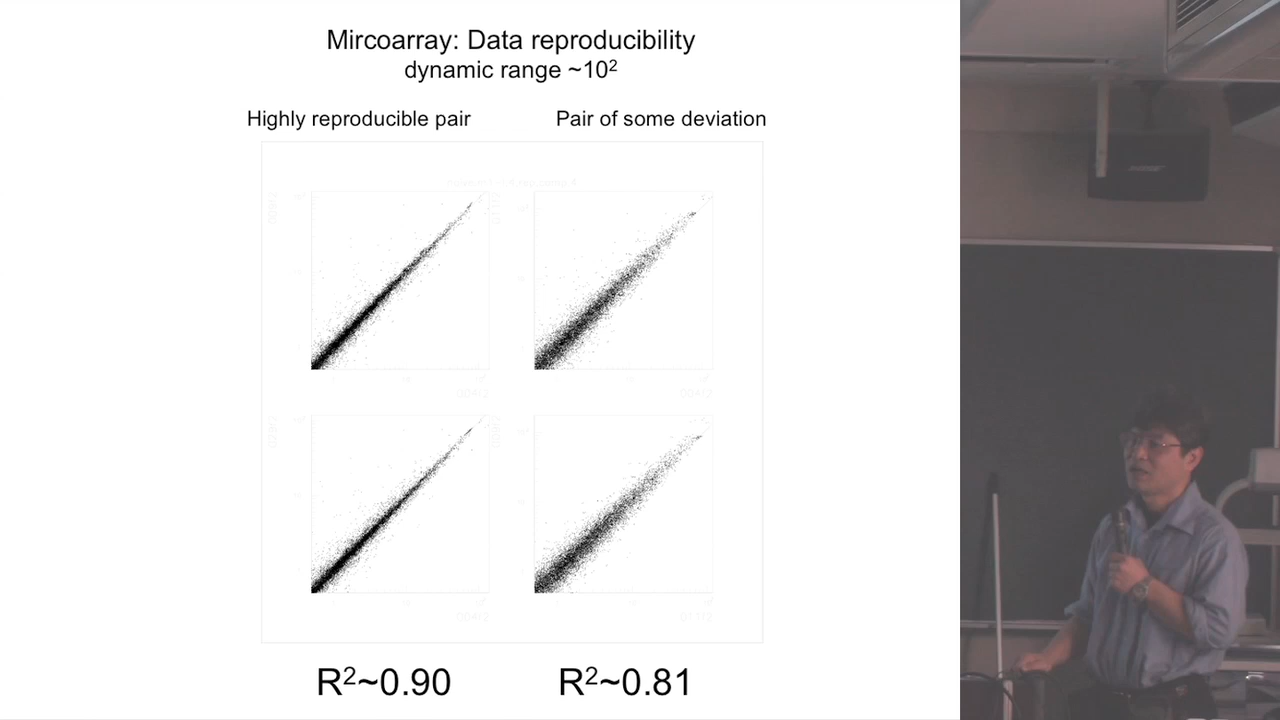 Mircoarray: Data reproducibility
dynamic range ~10²
Highly reproducible pair
Pair of some deviation
R²~0.90
R²~0.81